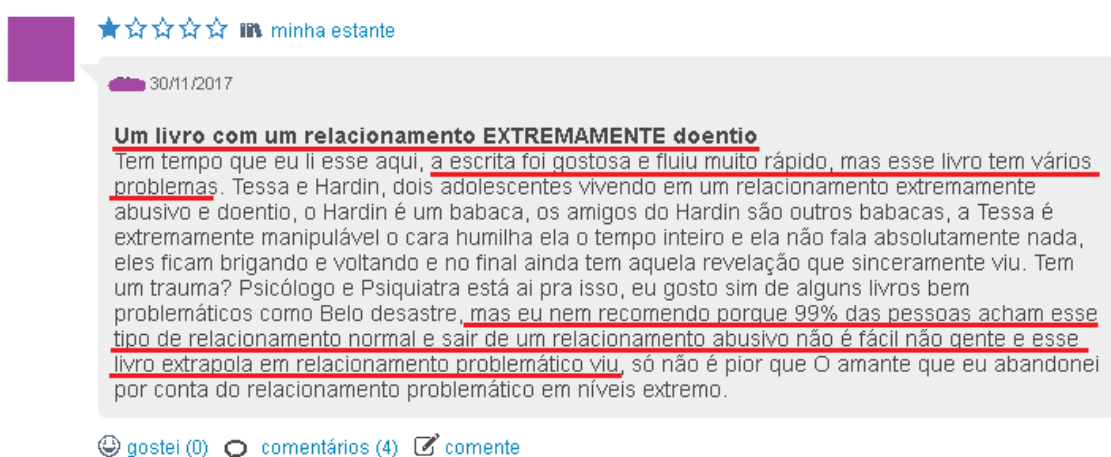 minha estante
30/11/2017
Um livro com um relacionamento EXTREMAMENTE doentio
Tem tempo que eu li esse aqui, a escrita foi gostosa e fluiu muito rápido, mas esse livro tem vários
problemas. Tessa e Hardin, dois adolescentes vivendo em um relacionamento extremamente
abusivo e doentio, o Hardin é um babaca, os amigos do Hardin são outros babacas, a Tessa é
extremamente manipulável o cara humilha ela o tempo inteiro e ela não fala absolutamente nada,
eles ficam brigando e voltando e no final ainda tem aquela revelação que sinceramente viu. Tem
um trauma? Psicólogo e Psiquiatra está ai pra isso, eu gosto sim de alguns livros bem
problemáticos como Belo desastre, mas eu nem recomendo porque 99% das pessoas acham esse
tipo de relacionamento normal e sair de um relacionamento abusivo não é fácil não gente e esse
livro extrapola em relacionamento problemático viu, só não é pior que O amante que eu abandonei
por conta do relacionamento problemático em níveis extremo.
gostei (0) comentários (4) comente